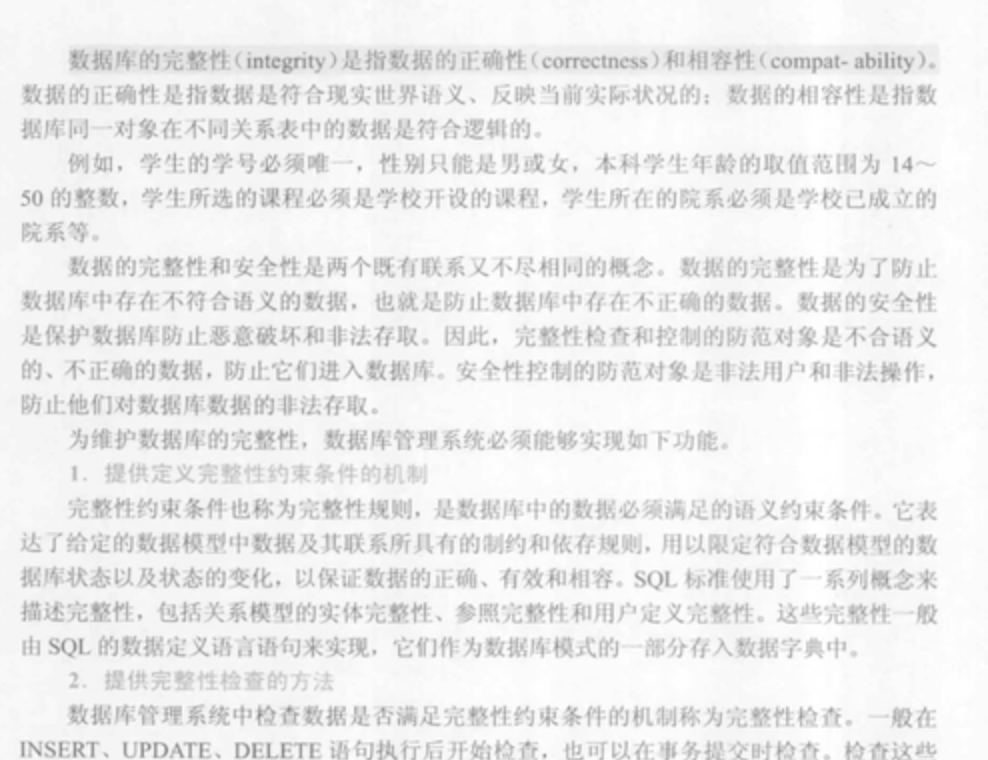 数据库的完整性(integrity)是指数据的正确性(correctness)和相容性(compat- ability)。
数据的正确性是指数据是符合现实世界语义、反映当前实际状况的；数据的相容性是指数
据库同一对象在不同关系表中的数据是符合逻辑的。
例如，学生的学号必须唯一，性别只能是男或女，本科学生年龄的取值范围为 14～
50 的整数，学生所选的课程必须是学校开设的课程，学生所在的院系必须是学校已成立的
院系等。
数据的完整性和安全性是两个既有联系又不尽相同的概念。数据的完整性是为了防止
数据库中存在不符合语义的数据，也就是防止数据库中存在不正确的数据。数据的安全性
是保护数据库防止恶意破坏和非法存取。因此，完整性检查和控制的防范对象是不合语义
的、不正确的数据，防止它们进入数据库。安全性控制的防范对象是非法用户和非法操作，
防止他们对数据库数据的非法存取。
为维护数据库的完整性，数据库管理系统必须能够实现如下功能。
1．提供定义完整性约束条件的机制
完整性约束条件也称为完整性规则，是数据库中的数据必须满足的语义约束条件。它表
达了给定的数据模型中数据及其联系所具有的制约和依存规则，用以限定符合数据模型的数
据库状态以及状态的变化，以保证数据的正确、有效和相容。SQL 标准使用了一系列概念来
描述完整性，包括关系模型的实体完整性、参照完整性和用户定义完整性。这些完整性一般
由 SQL 的数据定义语言语句来实现，它们作为数据库模式的一部分存入数据字典中。
2．提供完整性检查的方法
数据库管理系统中检查数据是否满足完整性约束条件的机制称为完整性检查。一般在
INSERT、UPDATE、DELETE 语句执行后开始检查，也可以在事务提交时检查。检查这些